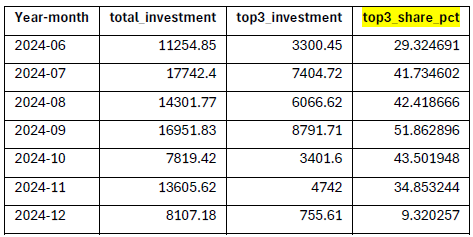 Year-month total_investment top3_investment top3_share_pct
2024-06 11254.85 3300.45 29.324691
2024-07 17742.4 7404.72 41.734602
2024-08 14301.77 6066.62 42.418666
2024-09 16951.83 8791.71 51.862896
2024-10 7819.42 3401.6 43.501948
2024-11 13605.62 4742 34.853244
2024-12 8107.18 755.61 9.320257